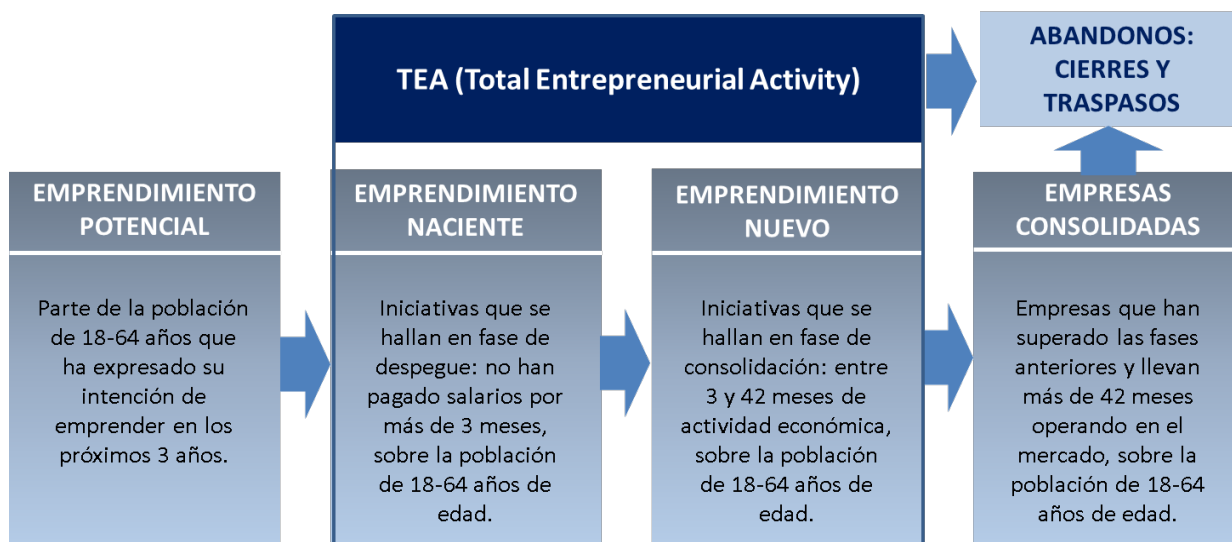 TEA (Total Entrepreneurial Activity)
ABANDONOS:
CIERRES Y
TRASPASOS
EMPRENDIMIENTO
POTENCIAL
Parte de la población
de 18-64 años que
ha expresado su
intención de
emprender en los
próximos 3 años.
EMPRENDIMIENTO
NACIENTE
Iniciativas que se
hallan en fase de
despegue: no han
pagado salarios por
más de 3 meses,
sobre la población
de 18-64 años de
edad.
EMPRENDIMIENTO
NUEVO
Iniciativas que se
hallan en fase de
consolidación: entre
3 y 42 meses de
actividad económica,
sobre la población
de 18-64 años de
edad.
EMPRESAS
CONSOLIDADAS
Empresas que han
superado las fases
anteriores y llevan
más de 42 meses
operando en el
mercado, sobre la
población de 18-64
años de edad.